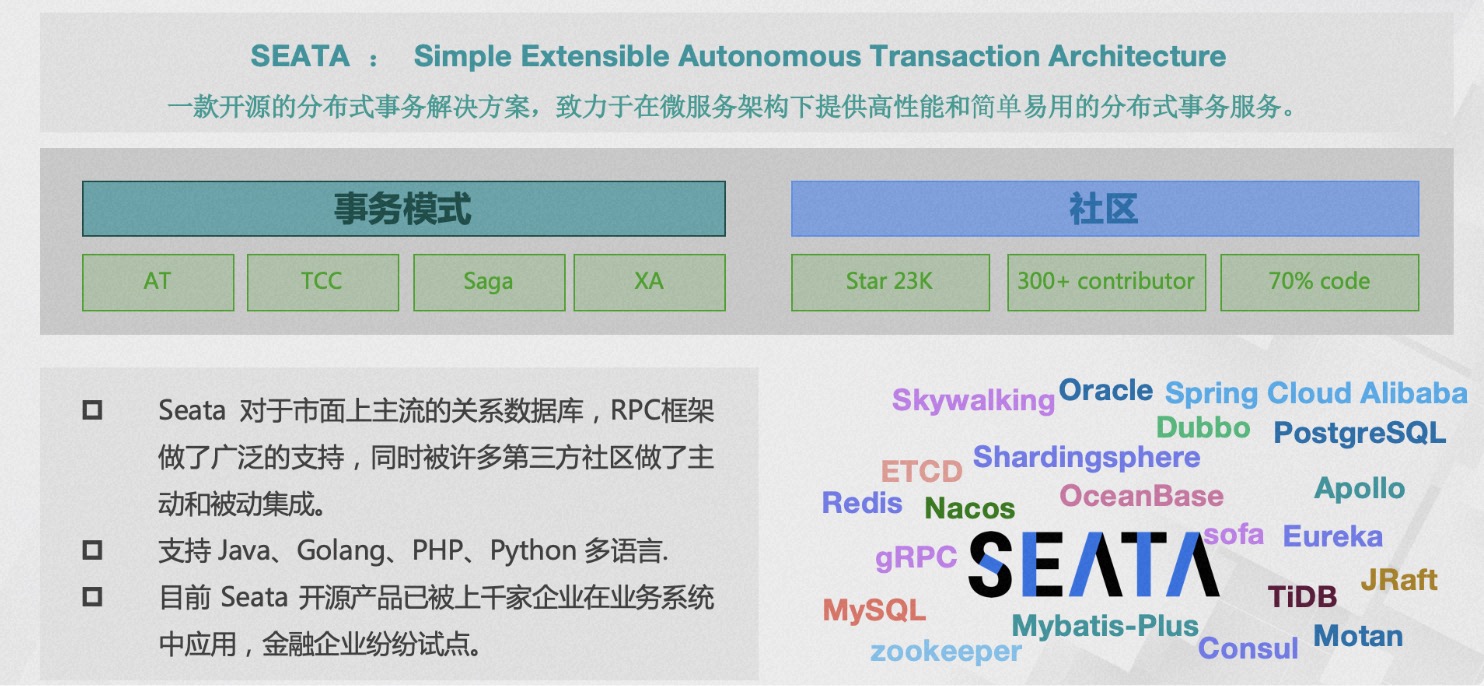 SEATA ： Simple Extensible Autonomous Transaction Architecture
一款开源的分布式事务解决方案，致力于在微服务架构下提供高性能和简单易用的分布式事务服务。
事务模式
AT
TCC
Saga
XA
社区
Star 23K
300+ contributor
70% code
Seata 对于市面上主流的关系数据库，RPC框架
做了广泛的支持，同时被许多第三方社区做了主
动和被动集成。
支持 Java、Golang、PHP、Python 多语言.
目前 Seata 开源产品已被上千家企业在业务系统
中应用，金融企业纷纷试点。
Skywalking
Oracle
Spring Cloud Alibaba
Dubbo
PostgreSQL
Shardingsphere
ETCD
Apollo
OceanBase
Redis
Nacos
sofa
Eureka
gRPC
SEATA
JRaft
TiDB
MySQL
Mybatis-Plus
Motan
zookeeper
Consul